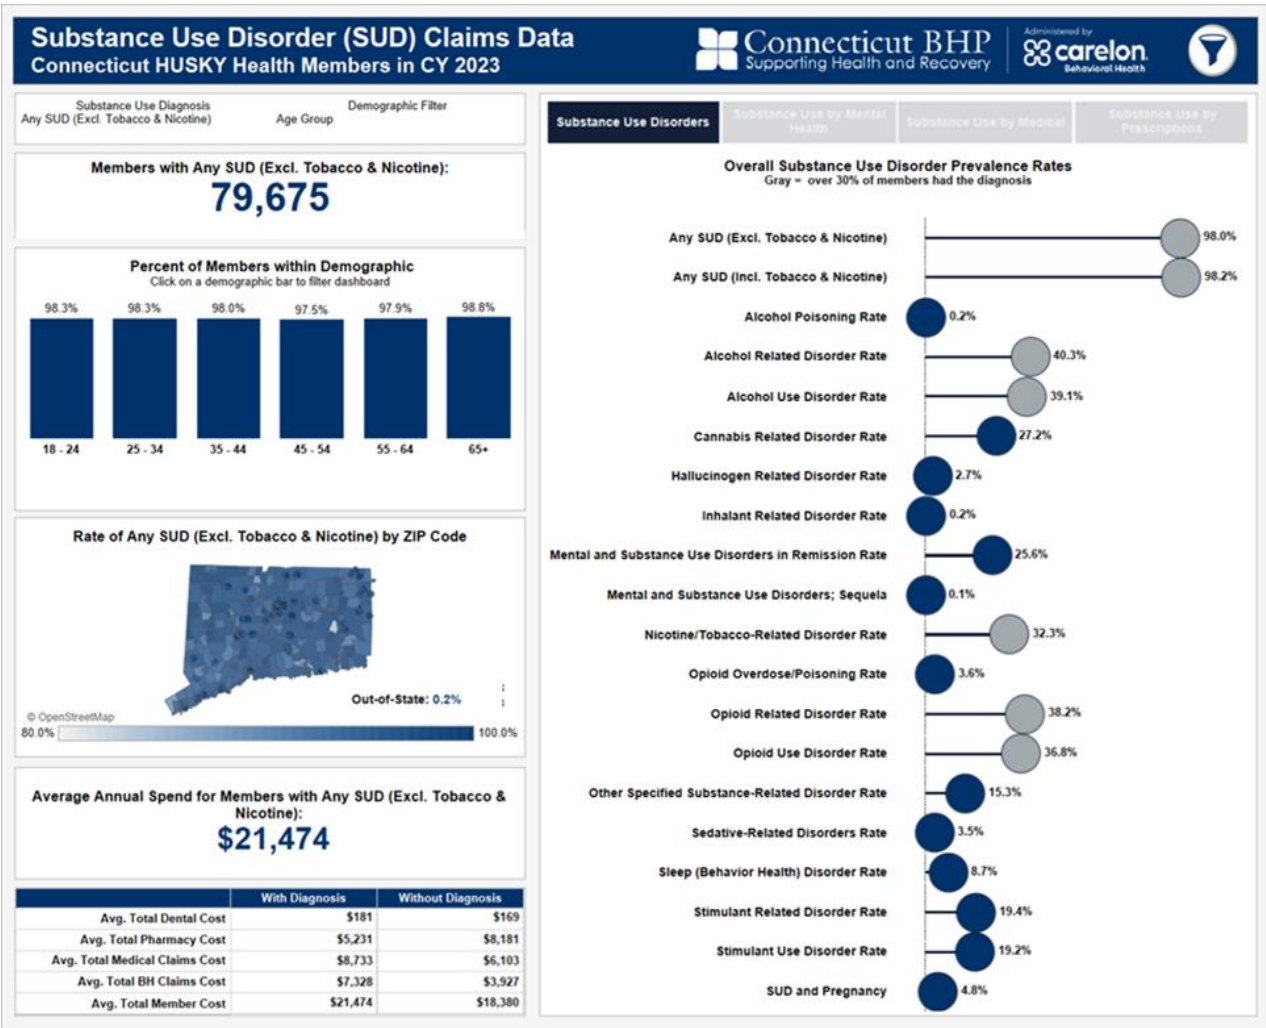 Substance Use Disorder (SUD) Claims Data
Connecticut HUSKY Health Members in CY 2023
Connecticut BHP
Supporting Health and Recovery
Administered by
carelon.
Behavioral Health
Substance Use Diagnosis
Any SUD (Excl. Tobacco & Nicotine)
Age Group
Demographic Filter
Members with Any SUD (Excl. Tobacco & Nicotine):
79,675
Percent of Members within Demographic
Click on a demographic bar to filter dashboard
98.3% 98.3% 98.0% 97.5% 97.9% 98.8%
18 - 24 25 - 34 35 - 44 45 - 54 55 - 64 65+
Rate of Any SUD (Excl. Tobacco & Nicotine) by ZIP Code
Out-of-State: 0.2%
© OpenStreetMap
80.0% 100.0%
Average Annual Spend for Members with Any SUD (Excl. Tobacco &
Nicotine):
$21,474
With Diagnosis Without Diagnosis
Avg. Total Dental Cost $181 $169
Avg. Total Pharmacy Cost $5,231 $8,181
Avg. Total Medical Claims Cost $8,733 $6,103
Avg. Total BH Claims Cost $7,328 $3,927
Avg. Total Member Cost $21,474 $18,380
Substance Use Disorders
Substance Use by Mental
Health
Substance Use by Medical
Substance Use by
Prescriptions
Overall Substance Use Disorder Prevalence Rates
Gray = over 30% of members had the diagnosis
Any SUD (Excl. Tobacco & Nicotine) 98.0%
Any SUD (Incl. Tobacco & Nicotine) 98.2%
Alcohol Poisoning Rate 0.2%
Alcohol Related Disorder Rate 40.3%
Alcohol Use Disorder Rate 39.1%
Cannabis Related Disorder Rate 27.2%
Hallucinogen Related Disorder Rate 2.7%
Inhalant Related Disorder Rate 0.2%
Mental and Substance Use Disorders in Remission Rate 25.6%
Mental and Substance Use Disorders; Sequela 0.1%
Nicotine/Tobacco-Related Disorder Rate 32.3%
Opioid Overdose/Poisoning Rate 3.6%
Opioid Related Disorder Rate 38.2%
Opioid Use Disorder Rate 36.8%
Other Specified Substance-Related Disorder Rate 15.3%
Sedative-Related Disorders Rate 3.5%
Sleep (Behavior Health) Disorder Rate 8.7%
Stimulant Related Disorder Rate 19.4%
Stimulant Use Disorder Rate 19.2%
SUD and Pregnancy 4.8%